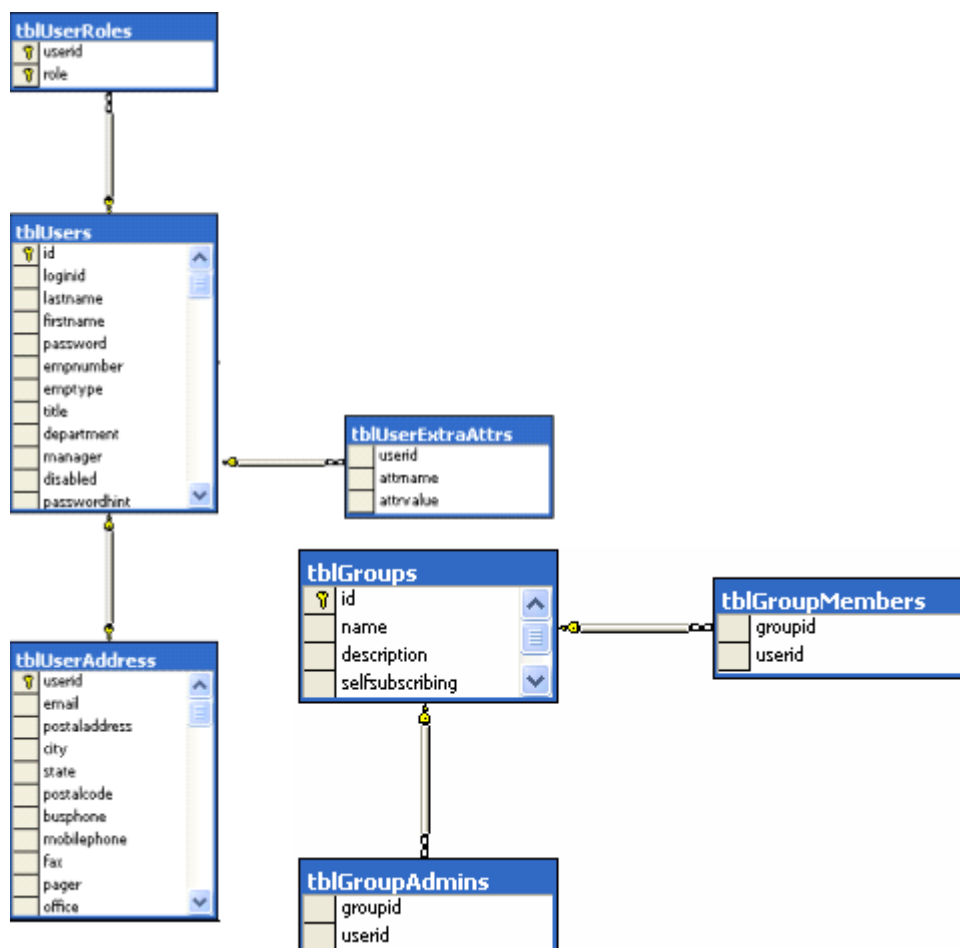 tblUserRoles
userid
role
tblUsers
id
loginid
lastname
firstname
password
empnumber
emptype
title
department
manager
disabled
passwordhint
tblUserExtraAttrs
userid
attrname
attrvalue
tblUserAddress
userid
email
postaladdress
city
state
postalcode
busphone
mobilephone
fax
pager
office
tblGroups
id
name
description
selfsubscribing
tblGroupMembers
groupid
userid
tblGroupAdmins
groupid
userid